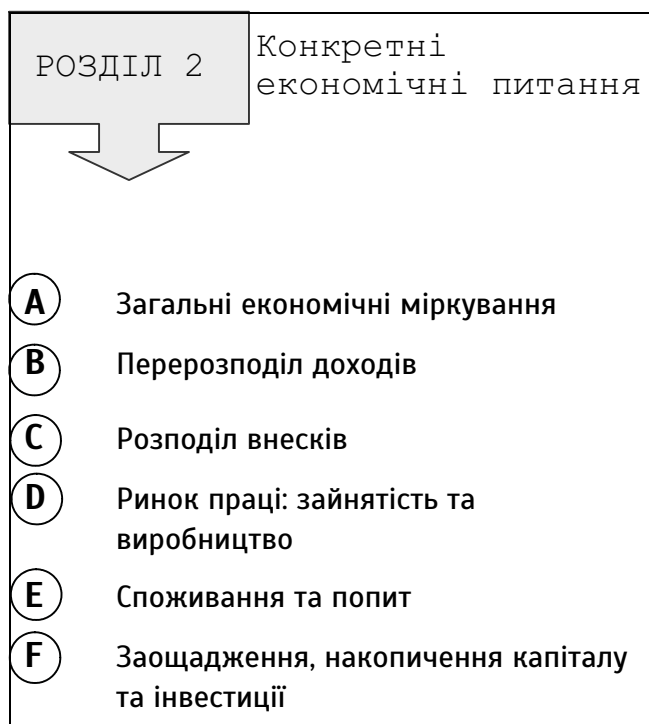 РОЗДІЛ 2
Конкретні
економічні питання
A Загальні економічні міркування
B Перерозподіл доходів
C Розподіл внесків
D Ринок праці: зайнятість та
виробництво
E Споживання та попит
F Заощадження, накопичення капіталу
та інвестиції